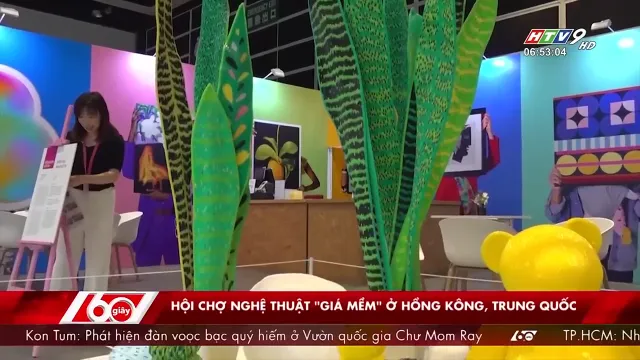 HTV9 HD
06:53:04
60 giây
HỘI CHỢ NGHỆ THUẬT "GIÁ MỀM" Ở HỒNG KÔNG, TRUNG QUỐC
Kon Tum: Phát hiện đàn voọc bạc quý hiếm ở Vườn quốc gia Chư Mom Ray 60 TP.HCM: Nh